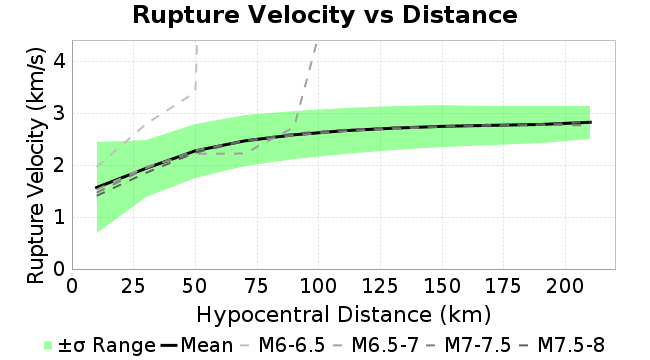 Rupture Velocity vs Distance
Rupture Velocity (km/s)
4
3
2
1
0
0 25 50 75 100 125 150 175 200
Hypocentral Distance (km)
±σ Range Mean M6-6.5 M6.5-7 M7-7.5 M7.5-8